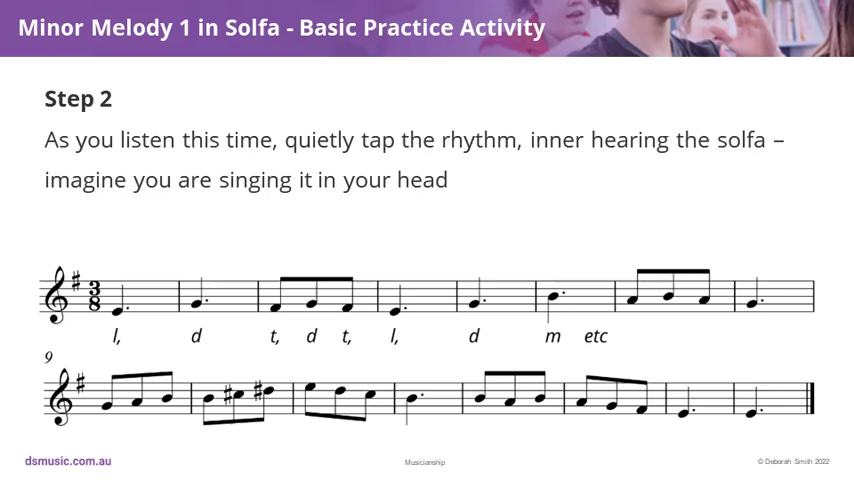 Minor Melody 1 in Solfa - Basic Practice Activity
Step 2
As you listen this time, quietly tap the rhythm, inner hearing the solfa –
imagine you are singing it in your head
3
8
l, d t, d t, l, d m etc
9
dsmusic.com.au Musicianship © Deborah Smith 2022